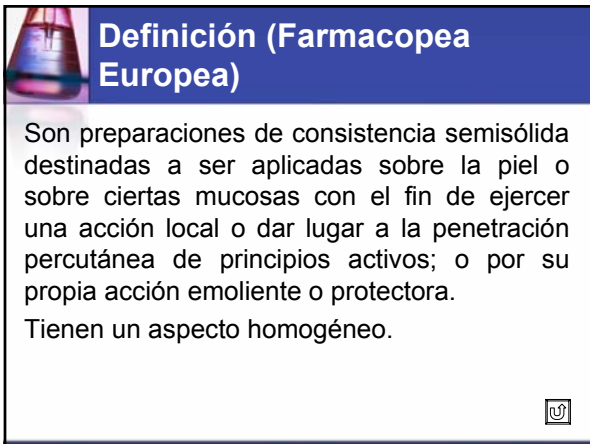 Definición (Farmacopea
Europea)
Son preparaciones de consistencia semisólida
destinadas a ser aplicadas sobre la piel o
sobre ciertas mucosas con el fin de ejercer
una acción local o dar lugar a la penetración
percutánea de principios activos; o por su
propia acción emoliente o protectora.
Tienen un aspecto homogéneo.